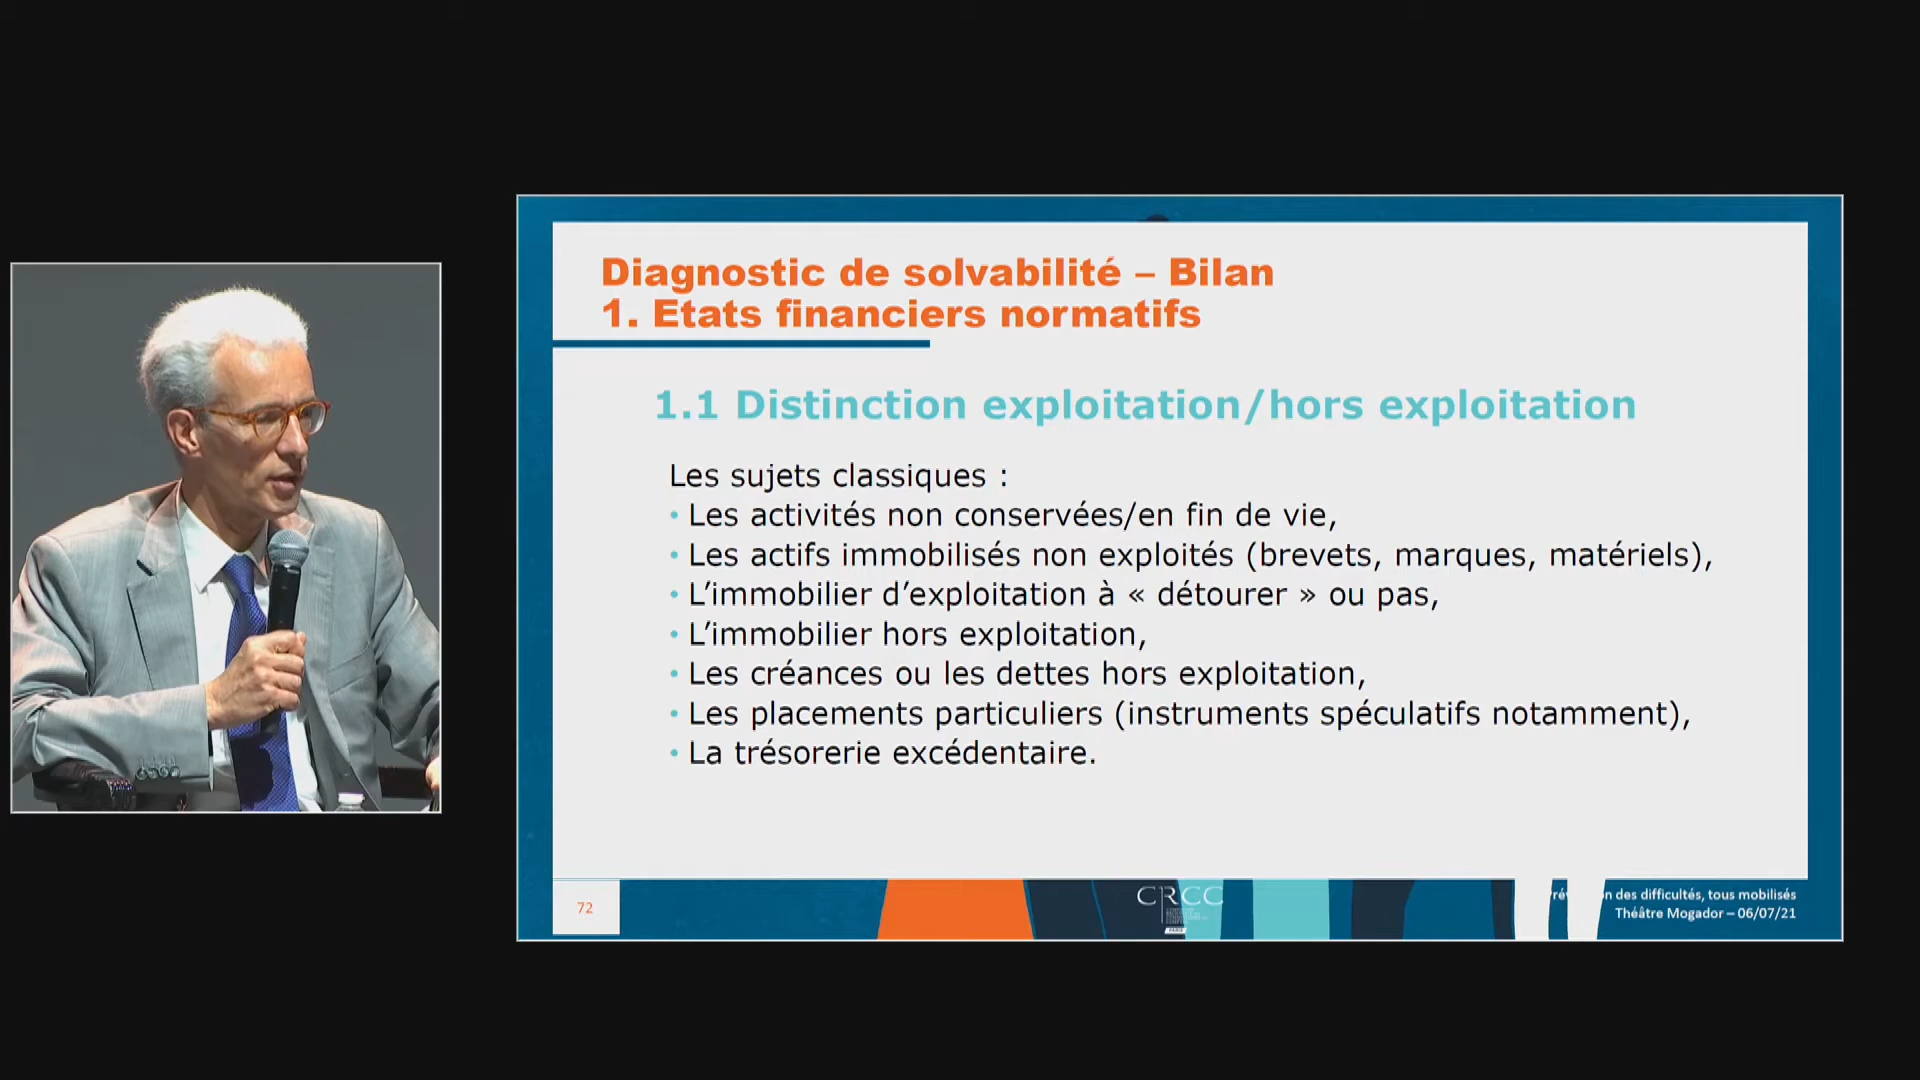 Diagnostic de solvabilité – Bilan
1. Etats financiers normatifs
1.1 Distinction exploitation/hors exploitation
Les sujets classiques :
• Les activités non conservées/en fin de vie,
• Les actifs immobilisés non exploités (brevets, marques, matériels),
• L’immobilier d’exploitation à « détourer » ou pas,
• L’immobilier hors exploitation,
• Les créances ou les dettes hors exploitation,
• Les placements particuliers (instruments spéculatifs notamment),
• La trésorerie excédentaire.
72
CRCC
PARIS
des difficultés, tous mobilisés
Théâtre Mogador – 06/07/21